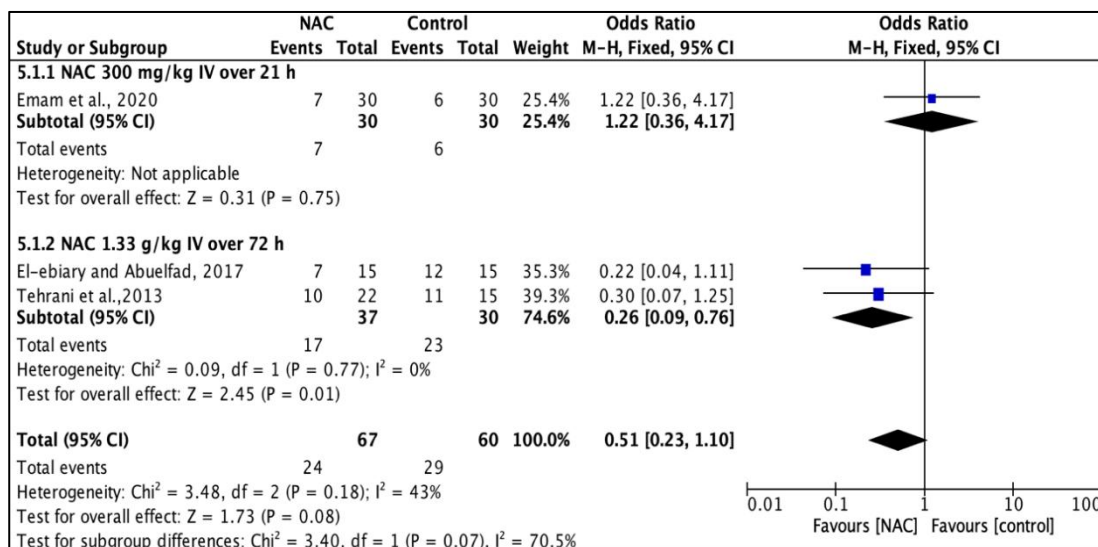 NAC Control Odds Ratio Odds Ratio
Study or Subgroup Events Total Events Total Weight M-H, Fixed, 95% CI M-H, Fixed, 95% CI
5.1.1 NAC 300 mg/kg IV over 21 h
Emam et al., 2020 7 30 6 30 25.4% 1.22 [0.36, 4.17]
Subtotal (95% CI) 30 30 25.4% 1.22 [0.36, 4.17]
Total events 7 6
Heterogeneity: Not applicable
Test for overall effect: Z = 0.31 (P = 0.75)
5.1.2 NAC 1.33 g/kg IV over 72 h
El-ebiary and Abuelfad, 2017 7 15 12 15 35.3% 0.22 [0.04, 1.11]
Tehrani et al.,2013 10 22 11 15 39.3% 0.30 [0.07, 1.25]
Subtotal (95% CI) 37 30 74.6% 0.26 [0.09, 0.76]
Total events 17 23
Heterogeneity: Chi² = 0.09, df = 1 (P = 0.77); I² = 0%
Test for overall effect: Z = 2.45 (P = 0.01)
Total (95% CI) 67 60 100.0% 0.51 [0.23, 1.10]
Total events 24 29
Heterogeneity: Chi² = 3.48, df = 2 (P = 0.18); I² = 43%
Test for overall effect: Z = 1.73 (P = 0.08)
Test for subgroup differences: Chi² = 3.40, df = 1 (P = 0.07), I² = 70.5%
0.01 0.1 1 10 100
Favours [NAC] Favours [control]